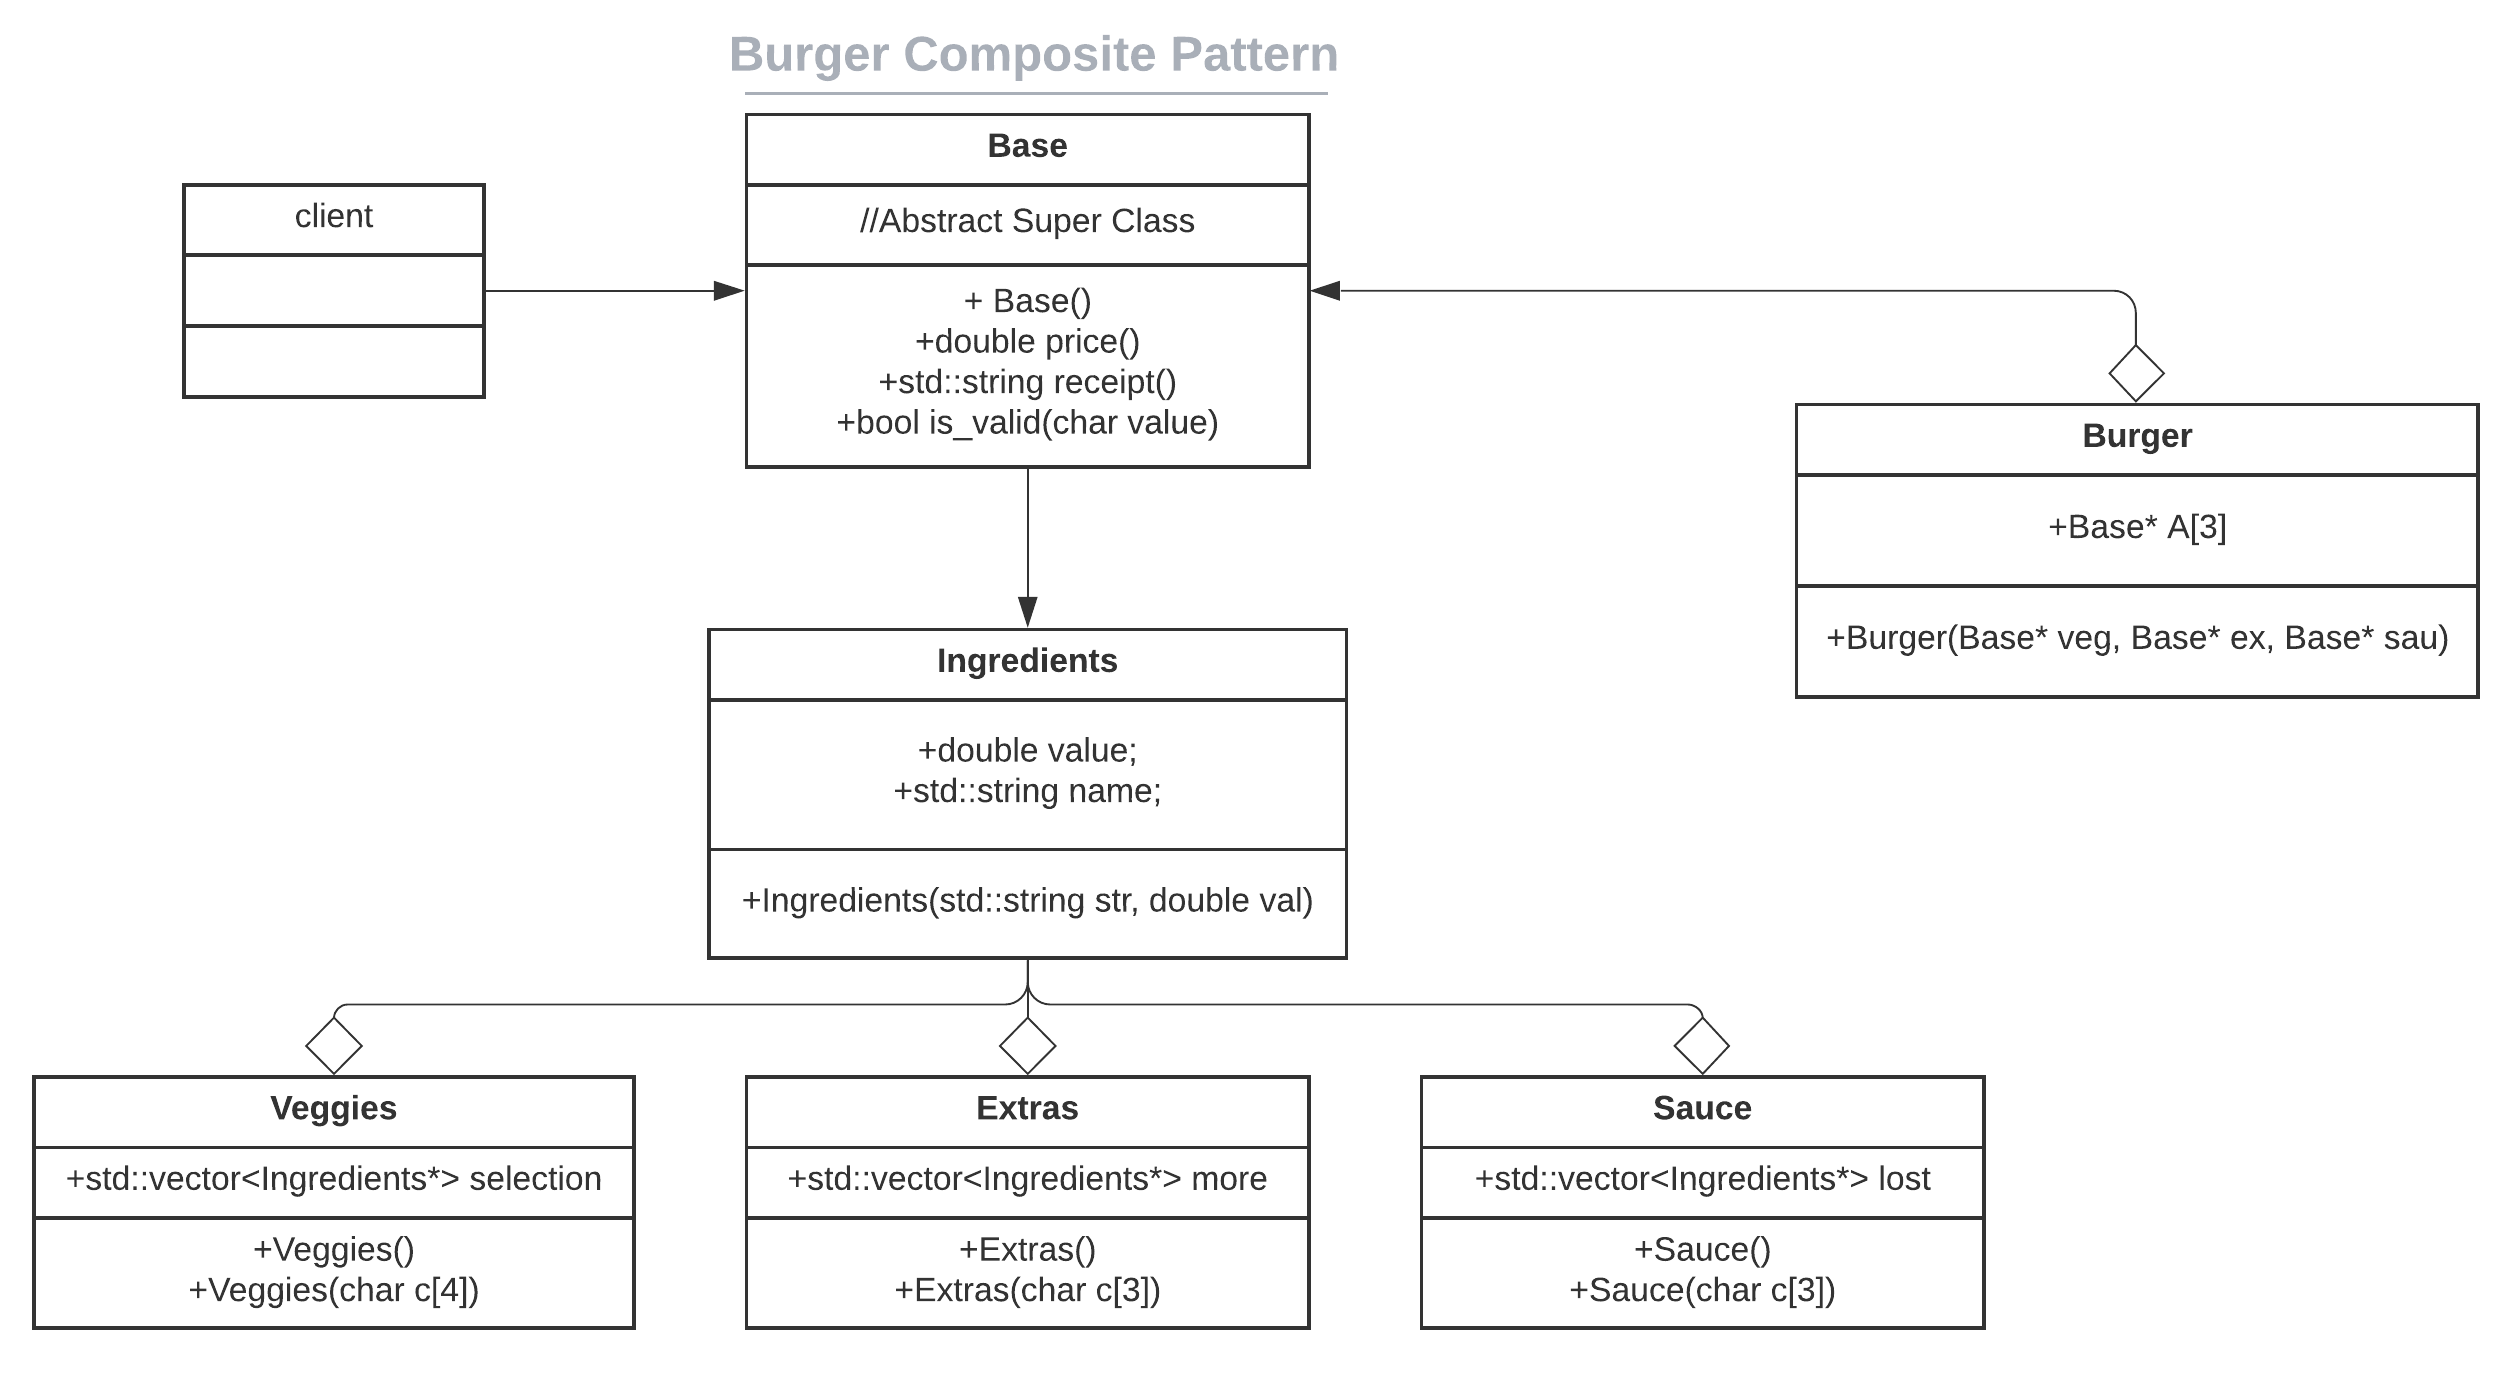 Burger Composite Pattern
Base
//Abstract Super Class
+ Base()
+double price()
+std::string receipt()
+bool is_valid(char value)
client
Burger
+Base* A[3]
+Burger(Base* veg, Base* ex, Base* sau)
Ingredients
+double value;
+std::string name;
+Ingredients(std::string str, double val)
Veggies
+std::vector<Ingredients*> selection
+Veggies()
+Veggies(char c[4])
Extras
+std::vector<Ingredients*> more
+Extras()
+Extras(char c[3])
Sauce
+std::vector<Ingredients*> lost
+Sauce()
+Sauce(char c[3])